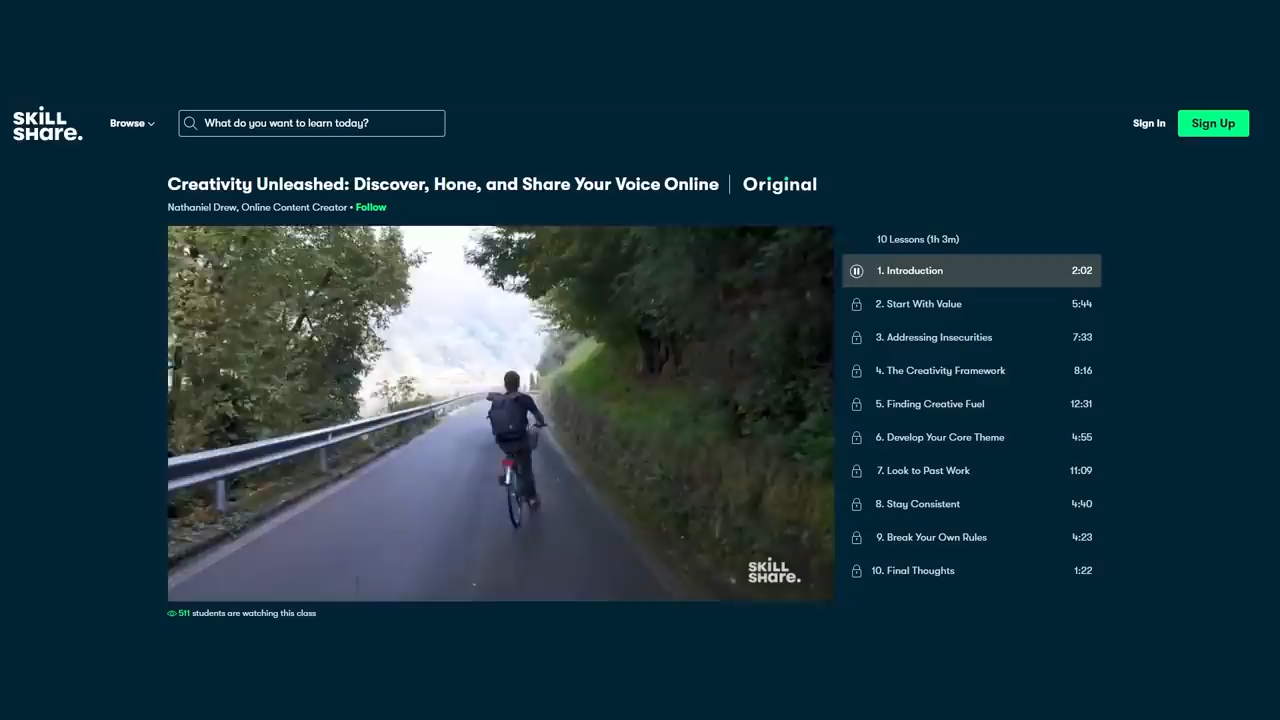 SKILL
SHare.
Browse
What do you want to learn today?
Sign In
Sign Up
Creativity Unleashed: Discover, Hone, and Share Your Voice Online | Original
Nathaniel Drew, Online Content Creator • Follow
10 Lessons (1h 3m)
1. Introduction 2:02
2. Start With Value 5:44
3. Addressing Insecurities 7:33
4. The Creativity Framework 8:16
5. Finding Creative Fuel 12:31
6. Develop Your Core Theme 4:55
7. Look to Past Work 11:09
8. Stay Consistent 4:40
9. Break Your Own Rules 4:23
10. Final Thoughts 1:22
SKILL
SHare.
511 students are watching this class